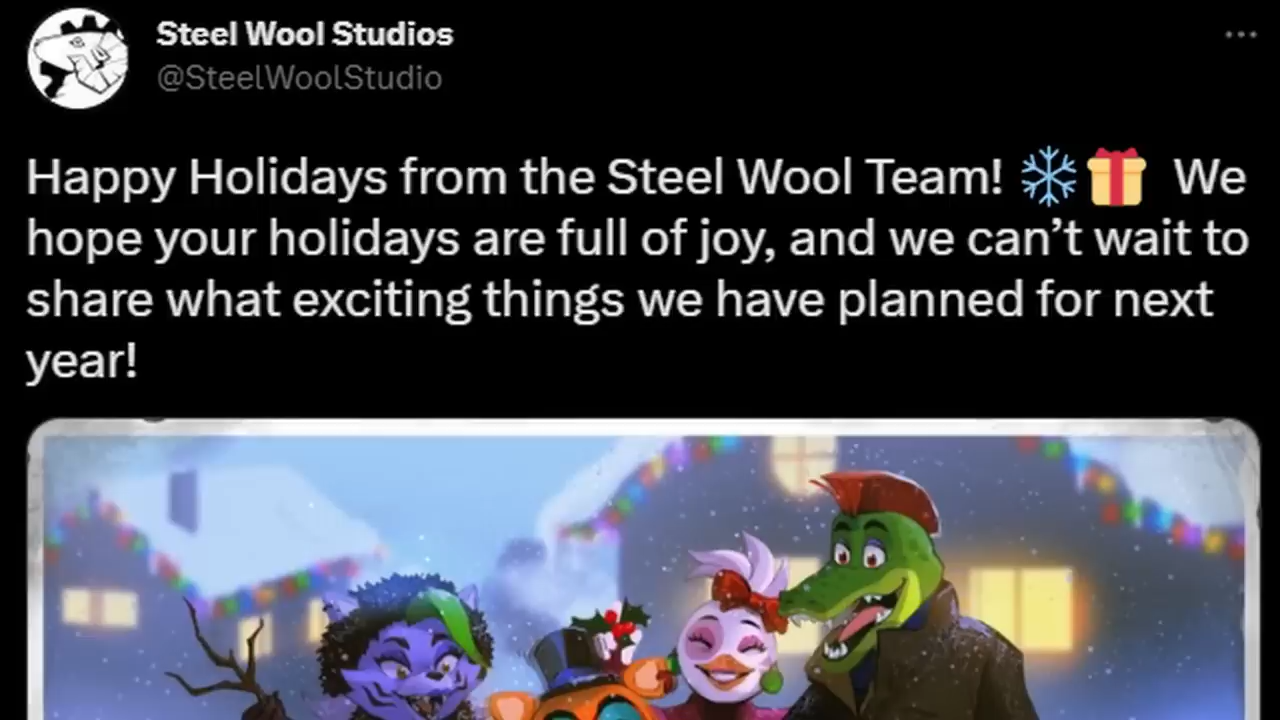 Steel Wool Studios
@SteelWoolStudio
Happy Holidays from the Steel Wool Team! ❄️🎁 We
hope your holidays are full of joy, and we can’t wait to
share what exciting things we have planned for next
year!